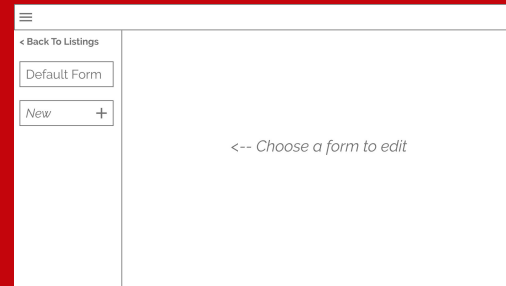 < Back To Listings
Default Form
New +
<-- Choose a form to edit